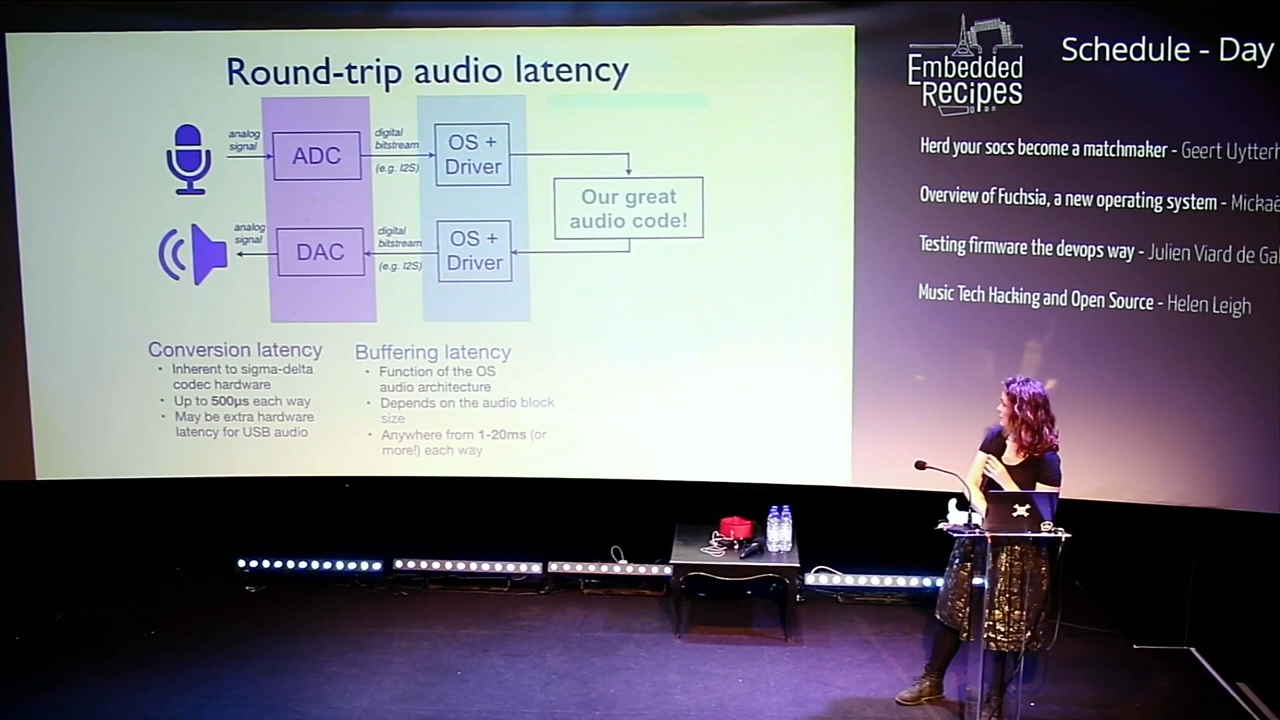 Round-trip audio latency
analog
signal
ADC
digital
bitstream
(e.g. I2S)
OS +
Driver
Our great
audio code!
analog
signal
DAC
digital
bitstream
(e.g. I2S)
OS +
Driver
Conversion latency
• Inherent to sigma-delta
codec hardware
• Up to 500µs each way
• May be extra hardware
latency for USB audio
Buffering latency
• Function of the OS
audio architecture
• Depends on the audio block
size
• Anywhere from 1-20ms (or
more!) each way
Embedded
Recipes
Schedule - Day
Herd your socs become a matchmaker - Geert Uytterh
Overview of Fuchsia, a new operating system - Mickaë
Testing firmware the devops way - Julien Viard de Gal
Music Tech Hacking and Open Source - Helen Leigh